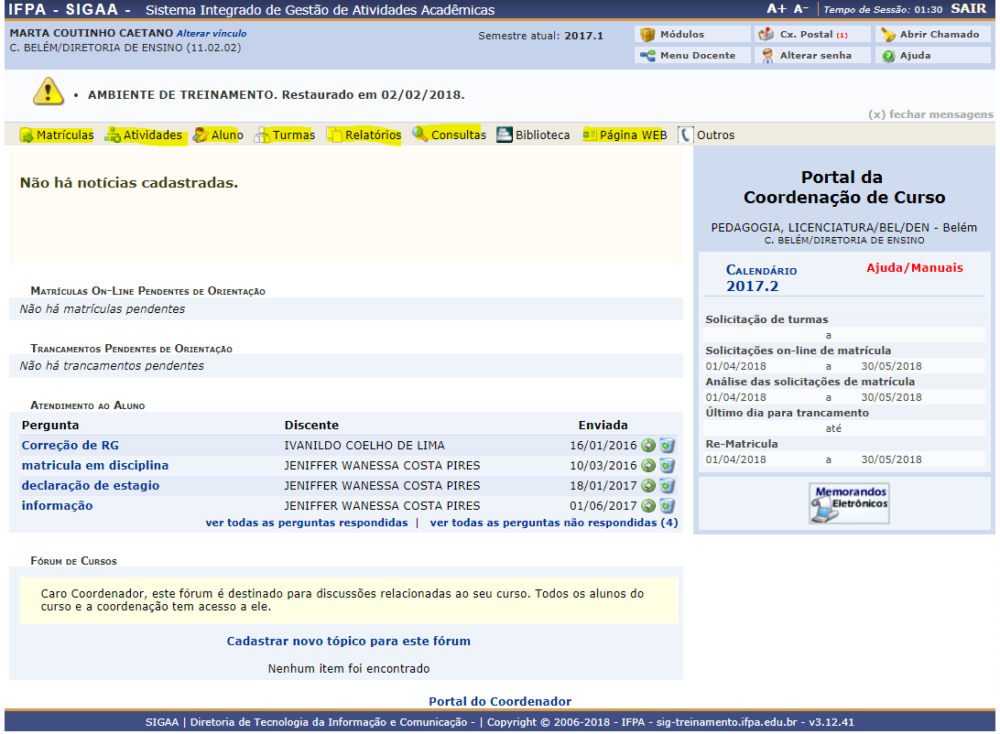 IFPA - SIGAA - Sistema Integrado de Gestão de Atividades Acadêmicas
A+ A- Tempo de Sessão: 01:30 SAIR
MARTA COUTINHO CAETANO Alterar vínculo
C. BELÉM/DIRETORIA DE ENSINO (11.02.02)
Semestre atual: 2017.1
Módulos Cx. Postal (1) Abrir Chamado
Menu Docente Alterar senha Ajuda
• AMBIENTE DE TREINAMENTO. Restaurado em 02/02/2018.
(x) fechar mensagens
Matrículas Atividades Aluno Turmas Relatórios Consultas Biblioteca Página WEB Outros
Não há notícias cadastradas.
Matrículas On-Line Pendentes de Orientação
Não há matrículas pendentes
Trancamentos Pendentes de Orientação
Não há trancamentos pendentes
Atendimento ao Aluno
Pergunta Discente Enviada
Correção de RG IVANILDO COELHO DE LIMA 16/01/2016
matricula em disciplina JENIFFER WANESSA COSTA PIRES 10/03/2016
declaração de estagio JENIFFER WANESSA COSTA PIRES 18/01/2017
informação JENIFFER WANESSA COSTA PIRES 01/06/2017
ver todas as perguntas respondidas | ver todas as perguntas não respondidas (4)
Fórum de Cursos
Caro Coordenador, este fórum é destinado para discussões relacionadas ao seu curso. Todos os alunos do
curso e a coordenação tem acesso a ele.
Cadastrar novo tópico para este fórum
Nenhum item foi encontrado
Portal da
Coordenação de Curso
PEDAGOGIA, LICENCIATURA/BEL/DEN - Belém
C. BELÉM/DIRETORIA DE ENSINO
Calendário
2017.2
Ajuda/Manuais
Solicitação de turmas
a
Solicitações on-line de matrícula
01/04/2018 a 30/05/2018
Análise das solicitações de matrícula
01/04/2018 a 30/05/2018
Último dia para trancamento
até
Re-Matricula
01/04/2018 a 30/05/2018
Memorandos
Eletrônicos
Portal do Coordenador
SIGAA | Diretoria de Tecnologia da Informação e Comunicação - | Copyright © 2006-2018 - IFPA - sig-treinamento.ifpa.edu.br - v3.12.41